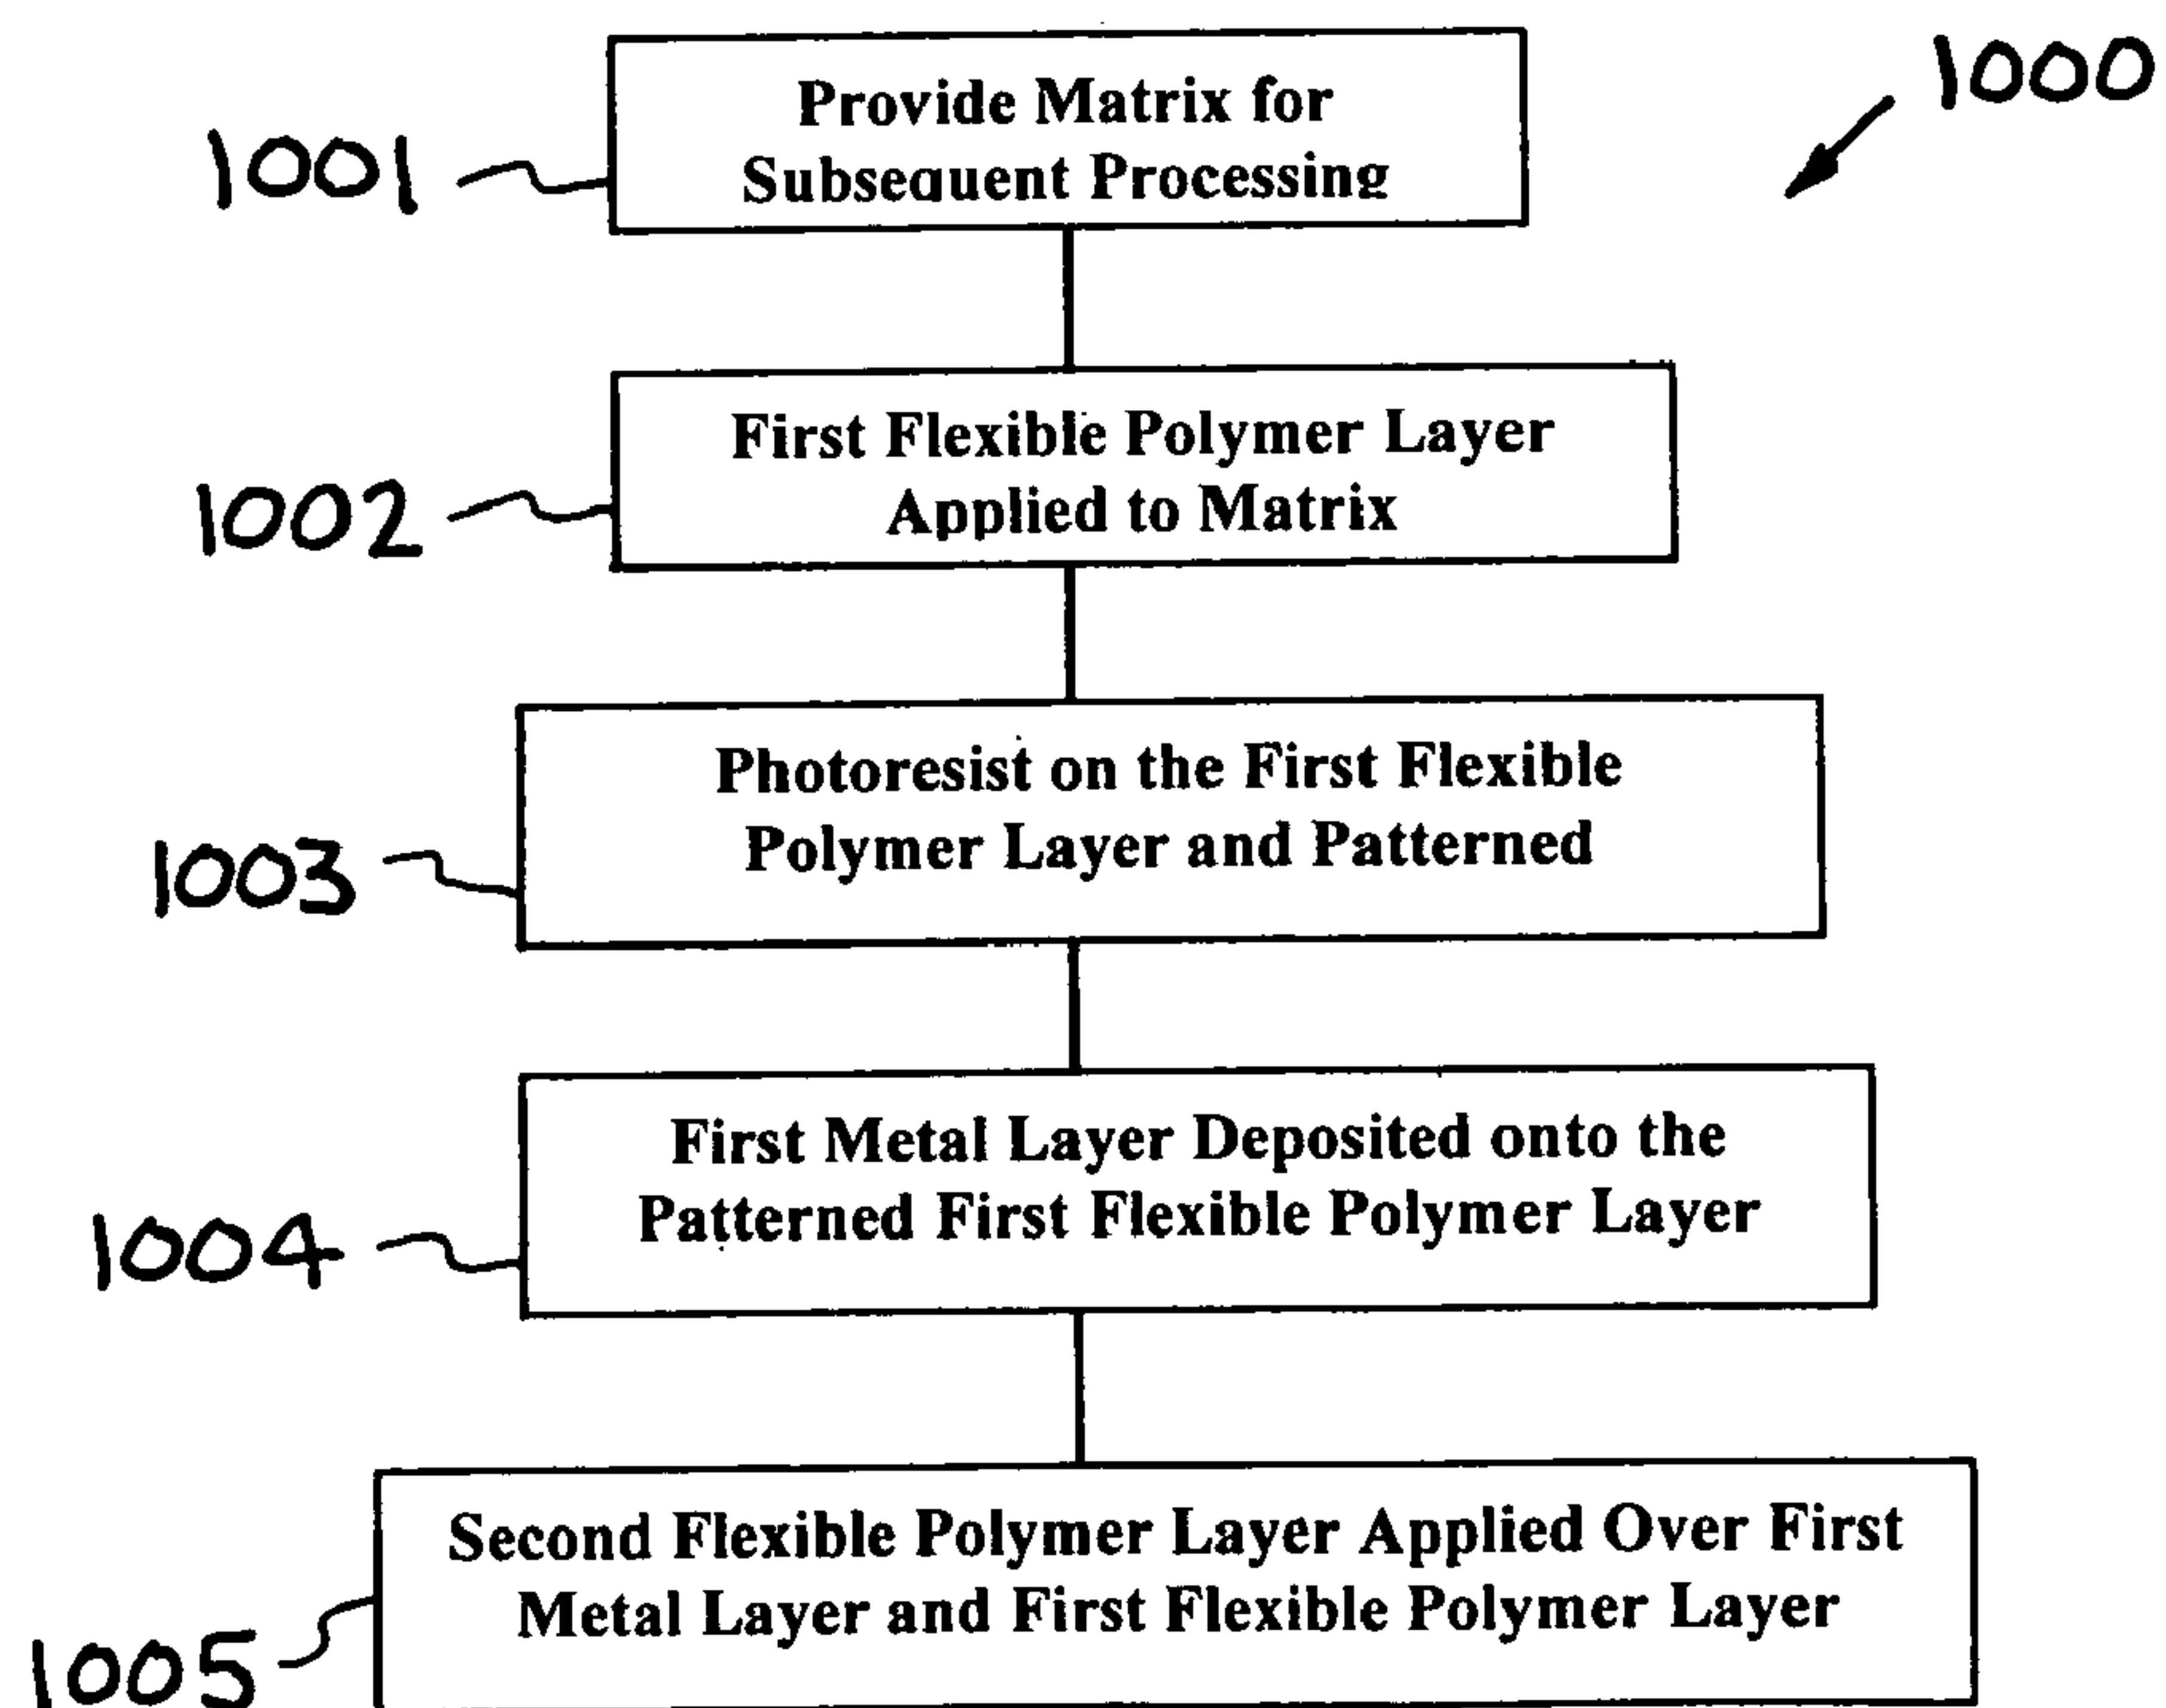 1000
Provide Matrix for
Subsequent Processing
1001
First Flexible Polymer Layer
Applied to Matrix
1002
Photoresist on the First Flexible
Polymer Layer and Patterned
1003
First Metal Layer Deposited onto the
Patterned First Flexible Polymer Layer
1004
Second Flexible Polymer Layer Applied Over First
Metal Layer and First Flexible Polymer Layer
1005